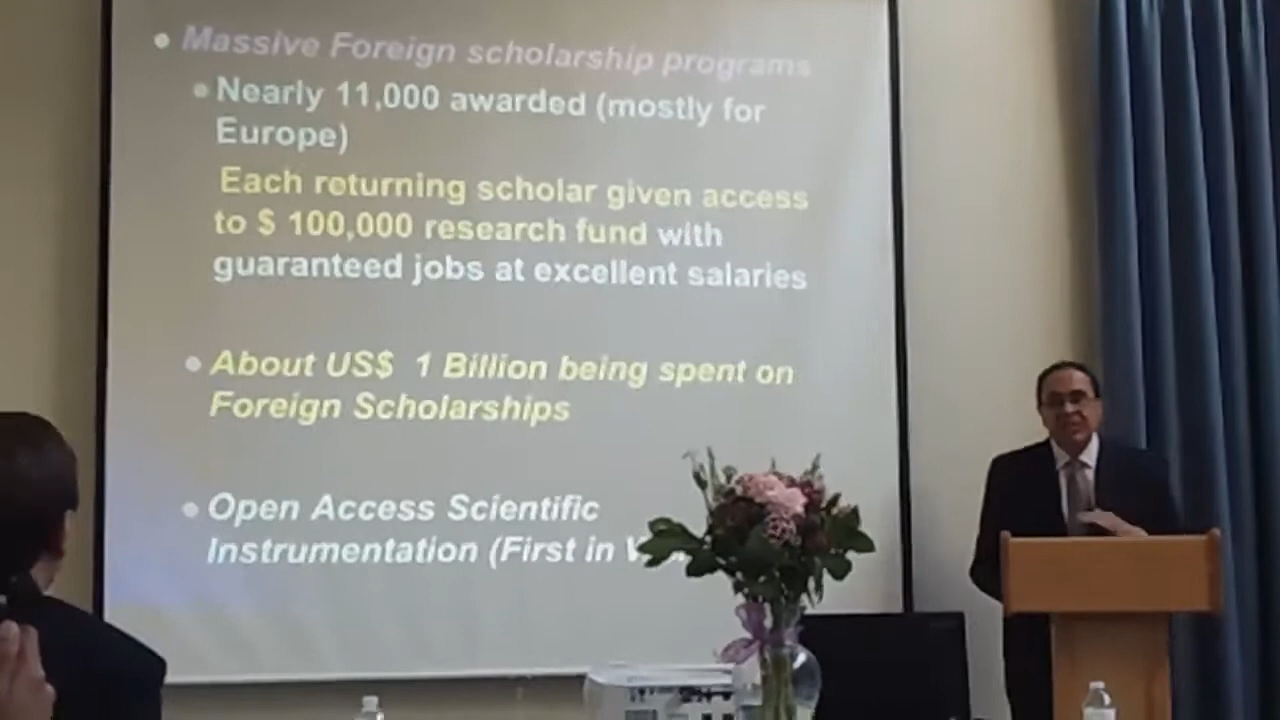 Massive Foreign scholarship programs
Nearly 11,000 awarded (mostly for
Europe)
Each returning scholar given access
to $ 100,000 research fund with
guaranteed jobs at excellent salaries
About US$ 1 Billion being spent on
Foreign Scholarships
Open Access Scientific
Instrumentation (First in